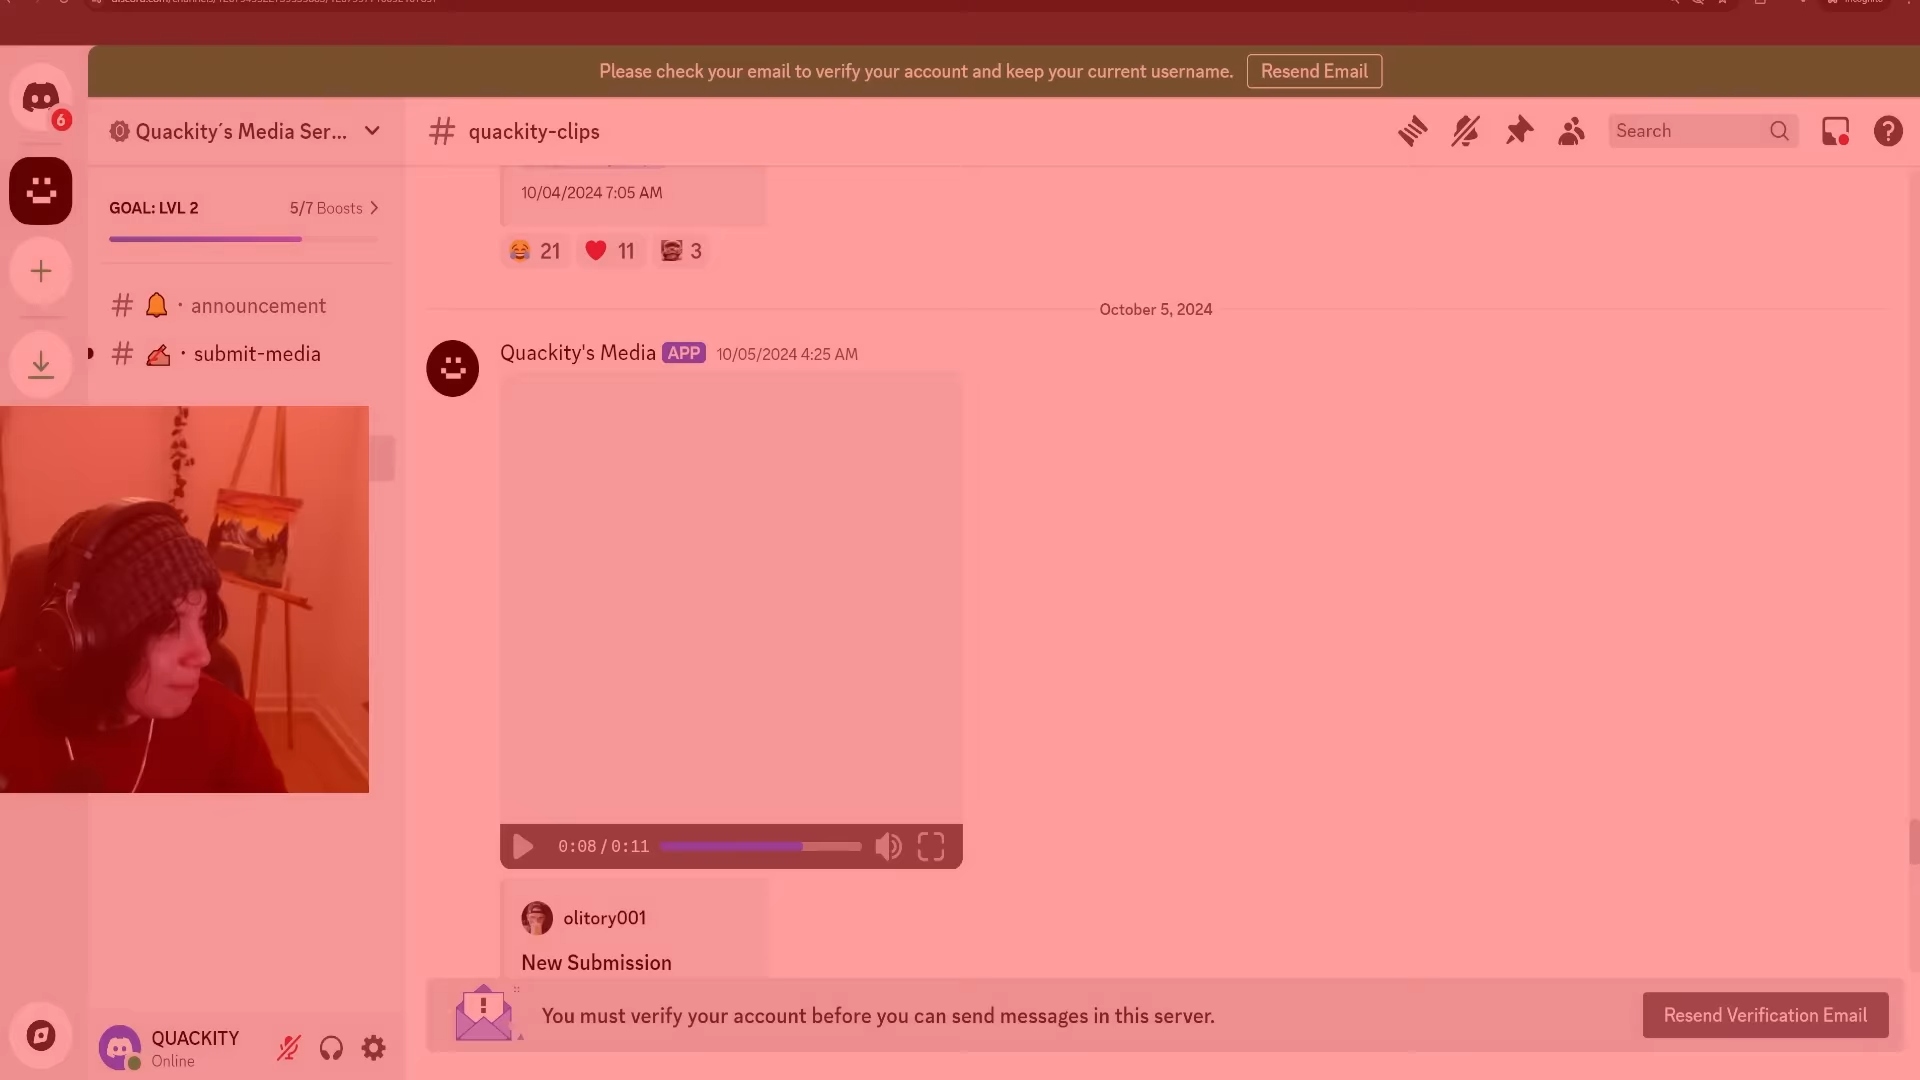 Please check your email to verify your account and keep your current username.
Resend Email
6
Quackity´s Media Ser...
quackity-clips
Search
GOAL: LVL 2
5/7 Boosts
announcement
submit-media
10/04/2024 7:05 AM
21
11
3
October 5, 2024
Quackity's Media APP 10/05/2024 4:25 AM
0:08 / 0:11
olitory001
New Submission
You must verify your account before you can send messages in this server.
Resend Verification Email
QUACKITY
Online